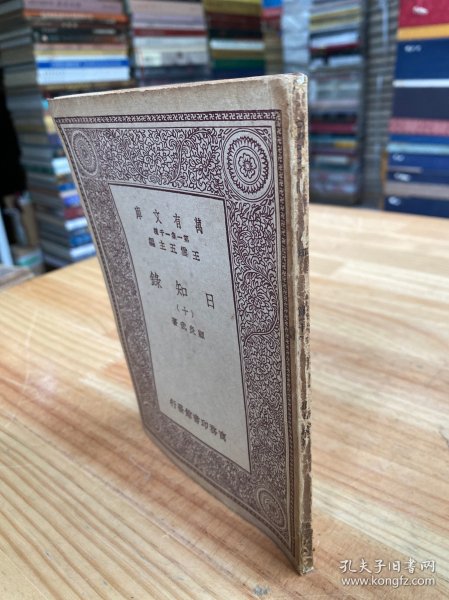 萬有文庫
第一集一千種
王雲五主編
日知錄
（十）
顧炎武著
商務印書館發行
孔夫子旧书网
www.kongfz.com